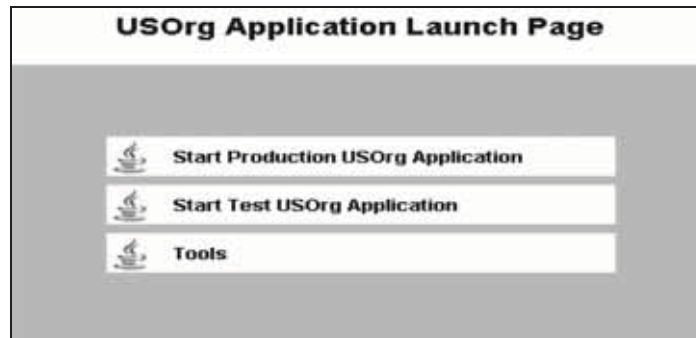 USOrg Application Launch Page
Start Production USOrg Application
Start Test USOrg Application
Tools